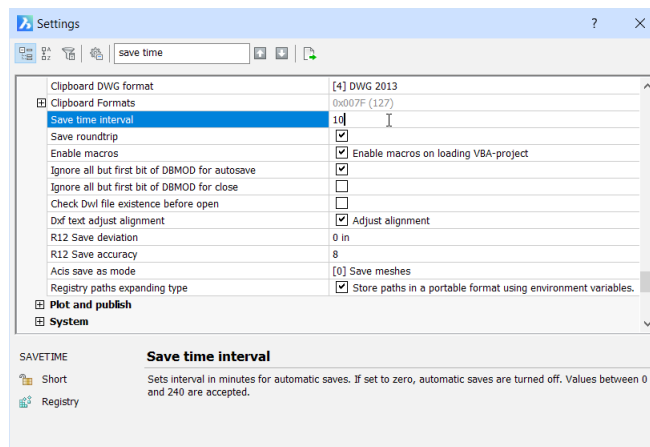 Settings
save time
Clipboard DWG format [4] DWG 2013
Clipboard Formats 0x007F (127)
Save time interval 10
Save roundtrip
Enable macros Enable macros on loading VBA-project
Ignore all but first bit of DBMOD for autosave
Ignore all but first bit of DBMOD for close
Check Dwl file existence before open
Dxf text adjust alignment Adjust alignment
R12 Save deviation 0 in
R12 Save accuracy 8
Acis save as mode [0] Save meshes
Registry paths expanding type Store paths in a portable format using environment variables.
Plot and publish
System
SAVETIME
Short
Registry
Save time interval
Sets interval in minutes for automatic saves. If set to zero, automatic saves are turned off. Values between 0
and 240 are accepted.